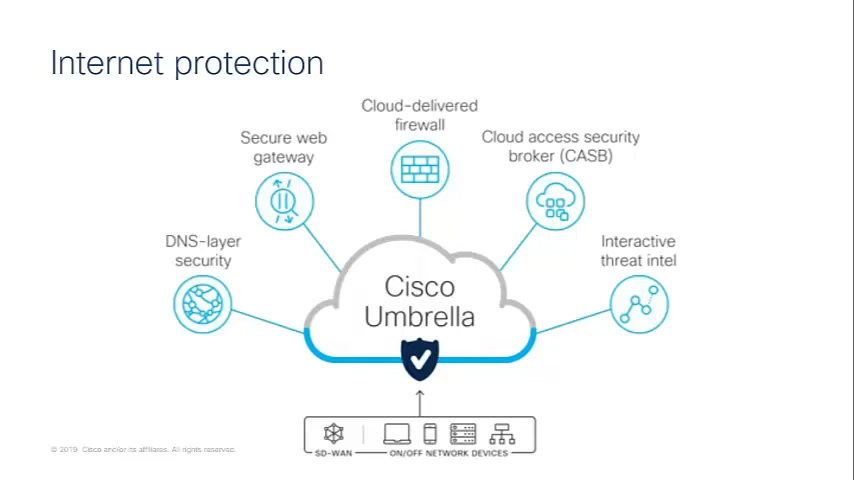 Internet protection
Cloud-delivered
firewall
Secure web
gateway
Cloud access security
broker (CASB)
DNS-layer
security
Interactive
threat intel
Cisco
Umbrella
SD-WAN
ON/OFF NETWORK DEVICES
© 2019 Cisco and/or its affiliates. All rights reserved.